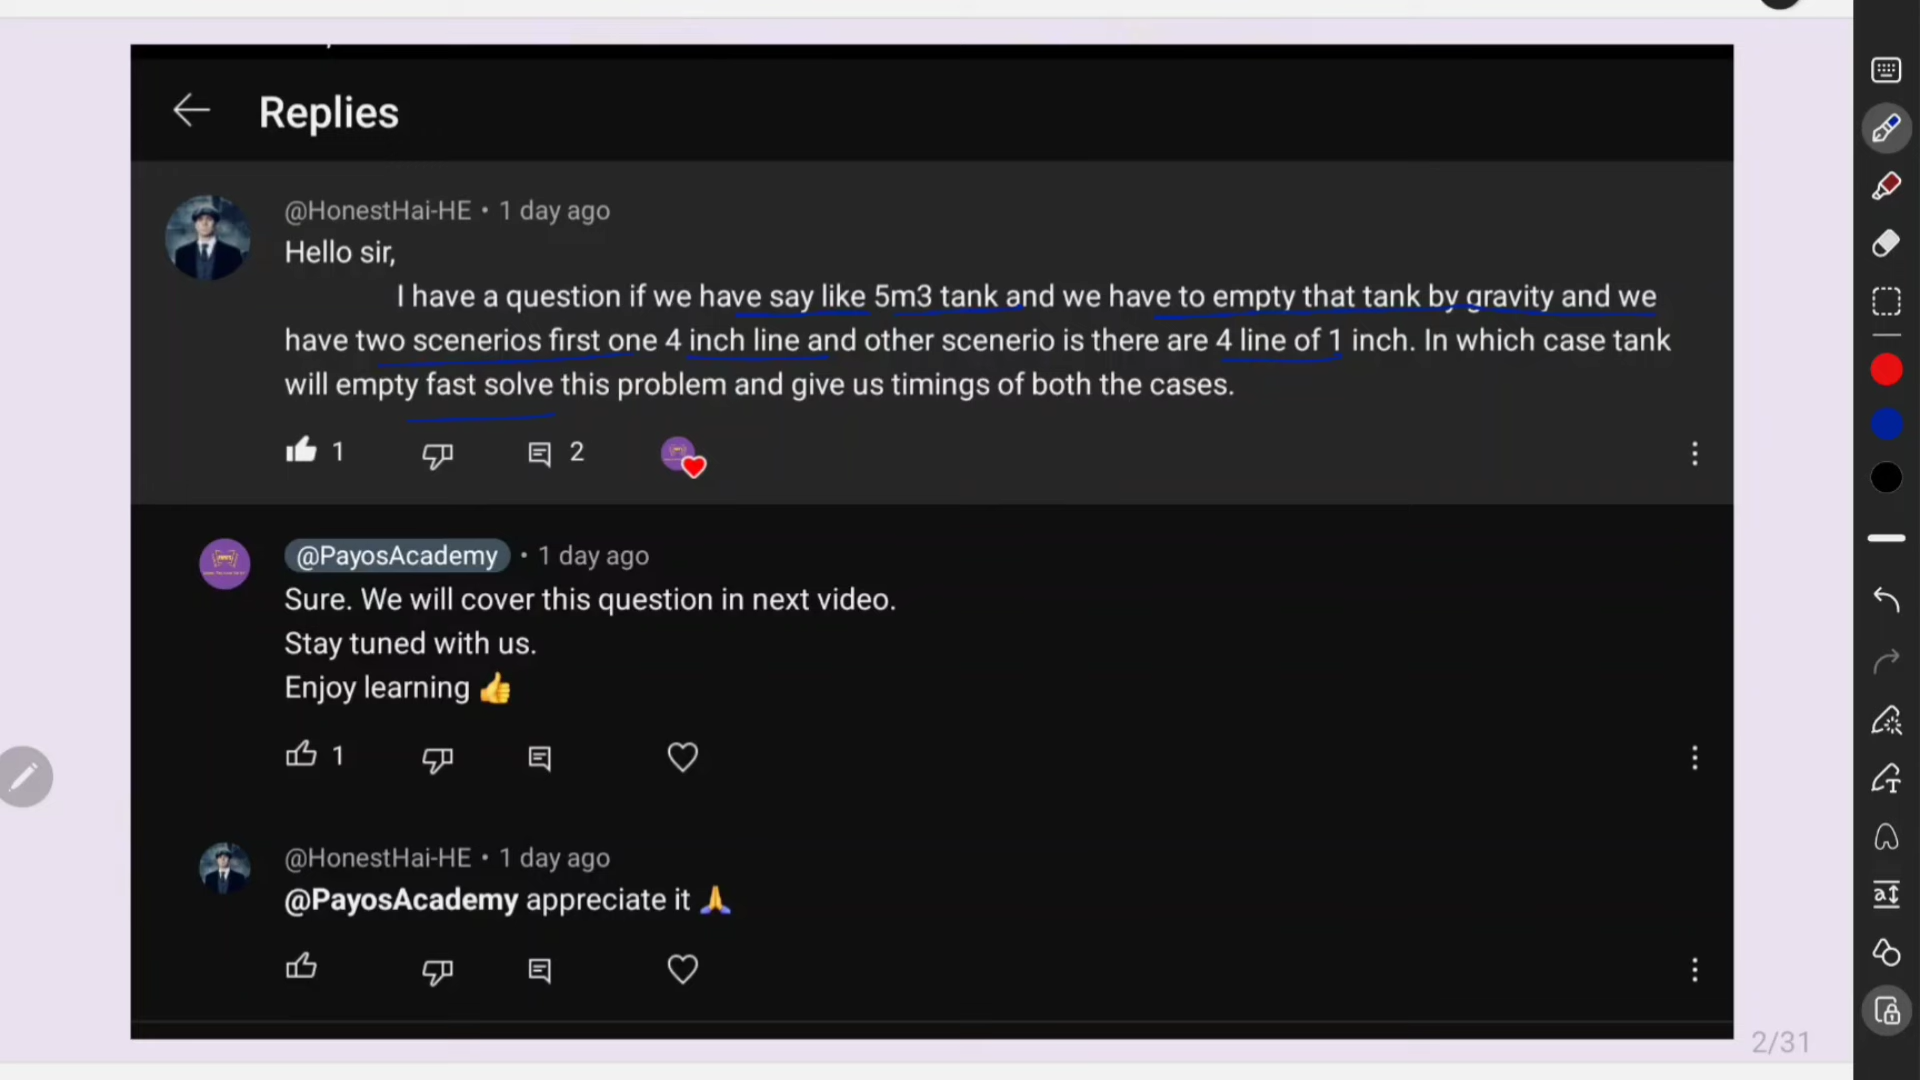 Replies
@HonestHai-HE • 1 day ago
Hello sir,
I have a question if we have say like 5m3 tank and we have to empty that tank by gravity and we
have two scenerios first one 4 inch line and other scenerio is there are 4 line of 1 inch. In which case tank
will empty fast solve this problem and give us timings of both the cases.
1 2
@PayosAcademy • 1 day ago
Sure. We will cover this question in next video.
Stay tuned with us.
Enjoy learning 👍
1
@HonestHai-HE • 1 day ago
@PayosAcademy appreciate it 🙏
2/31